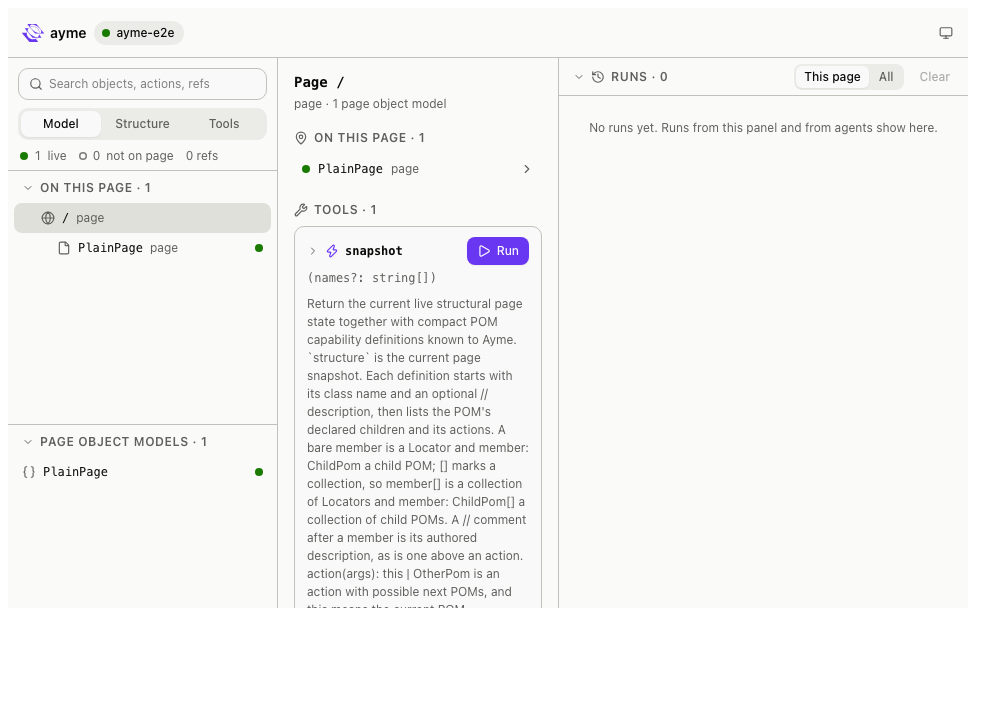 ayme
ayme-e2e
Search objects, actions, refs
Model Structure Tools
1 live 0 not on page 0 refs
ON THIS PAGE · 1
/ page
PlainPage page
PAGE OBJECT MODELS · 1
{} PlainPage
Page /
page · 1 page object model
ON THIS PAGE · 1
PlainPage page
TOOLS · 1
snapshot
Run
(names?: string[])
Return the current live structural page
state together with compact POM
capability definitions known to Ayme.
`structure` is the current page
snapshot. Each definition starts with
its class name and an optional //
description, then lists the POM's
declared children and its actions. A
bare member is a Locator and member:
ChildPom a child POM; [] marks a
collection, so member[] is a collection
of Locators and member: ChildPom[] a
collection of child POMs. A // comment
after a member is its authored
description, as is one above an action.
action(args): this | OtherPom is an
action with possible next POMs, and
this means the current POM.
RUNS · 0
This page All Clear
No runs yet. Runs from this panel and from agents show here.